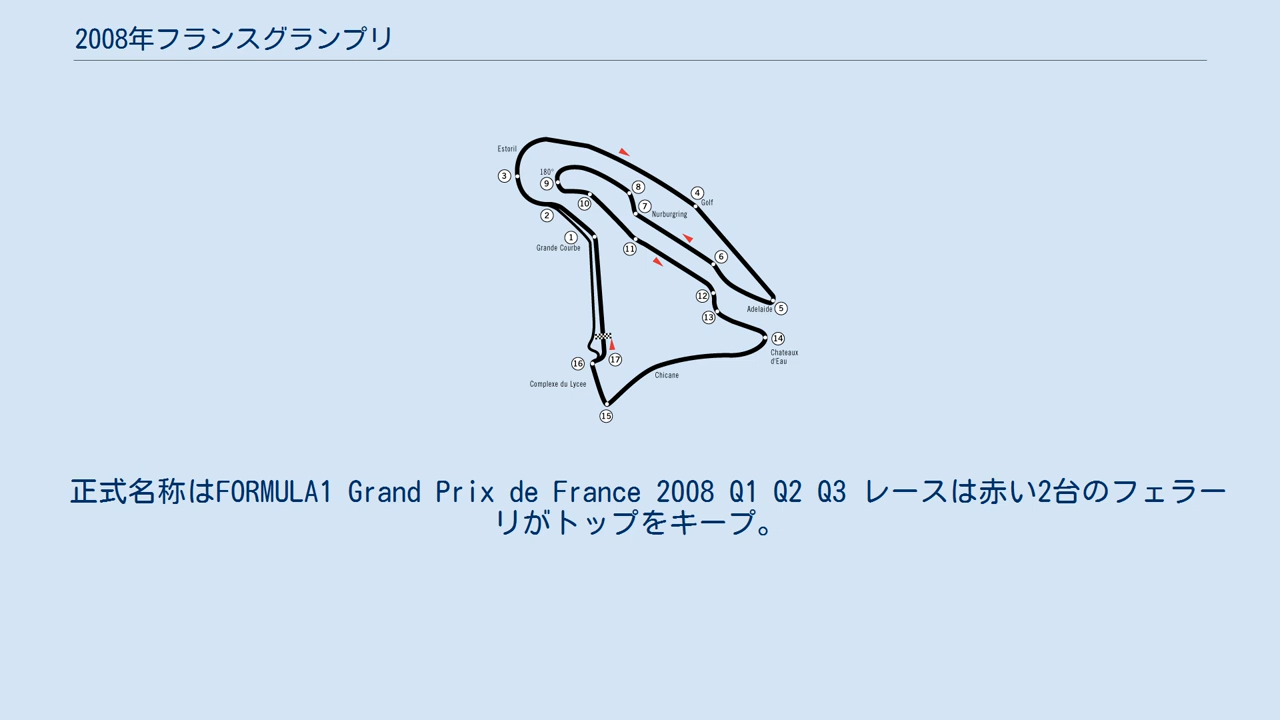 2008年フランスグランプリ
Estoril
3
180°
9
8
4
Golf
10
7
Nurburgring
2
1
Grande Courbe
11
6
12
Adelaide
5
13
14
Chateaux
d'Eau
16
17
Chicane
Complexe du Lycee
15
正式名称はFORMULA1 Grand Prix de France 2008 Q1 Q2 Q3 レースは赤い2台のフェラー
リがトップをキープ。